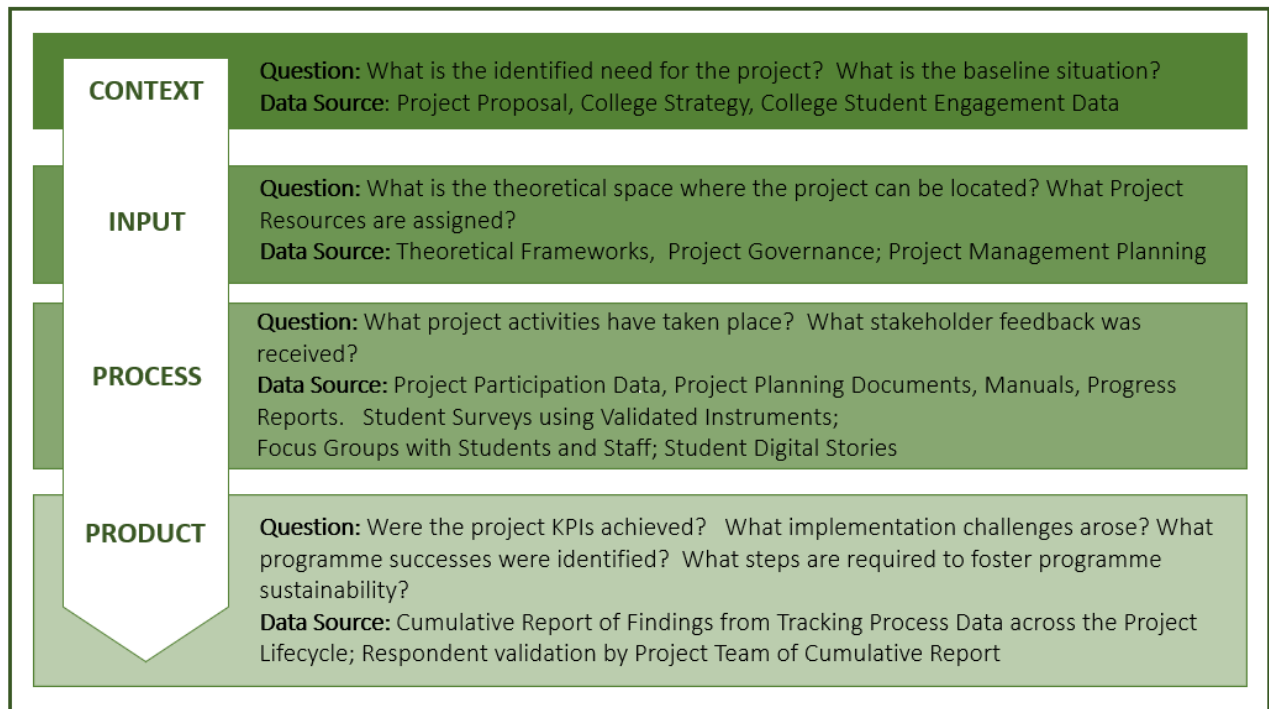 CONTEXT
Question: What is the identified need for the project?  What is the baseline situation?
Data Source: Project Proposal, College Strategy, College Student Engagement Data
INPUT
Question: What is the theoretical space where the project can be located? What Project
Resources are assigned?
Data Source: Theoretical Frameworks,  Project Governance; Project Management Planning
PROCESS
Question: What project activities have taken place?  What stakeholder feedback was
received?
Data Source: Project Participation Data, Project Planning Documents, Manuals, Progress
Reports.   Student Surveys using Validated Instruments;
Focus Groups with Students and Staff; Student Digital Stories
PRODUCT
Question: Were the project KPIs achieved?   What implementation challenges arose? What
programme successes were identified?  What steps are required to foster programme
sustainability?
Data Source: Cumulative Report of Findings from Tracking Process Data across the Project
Lifecycle; Respondent validation by Project Team of Cumulative Report